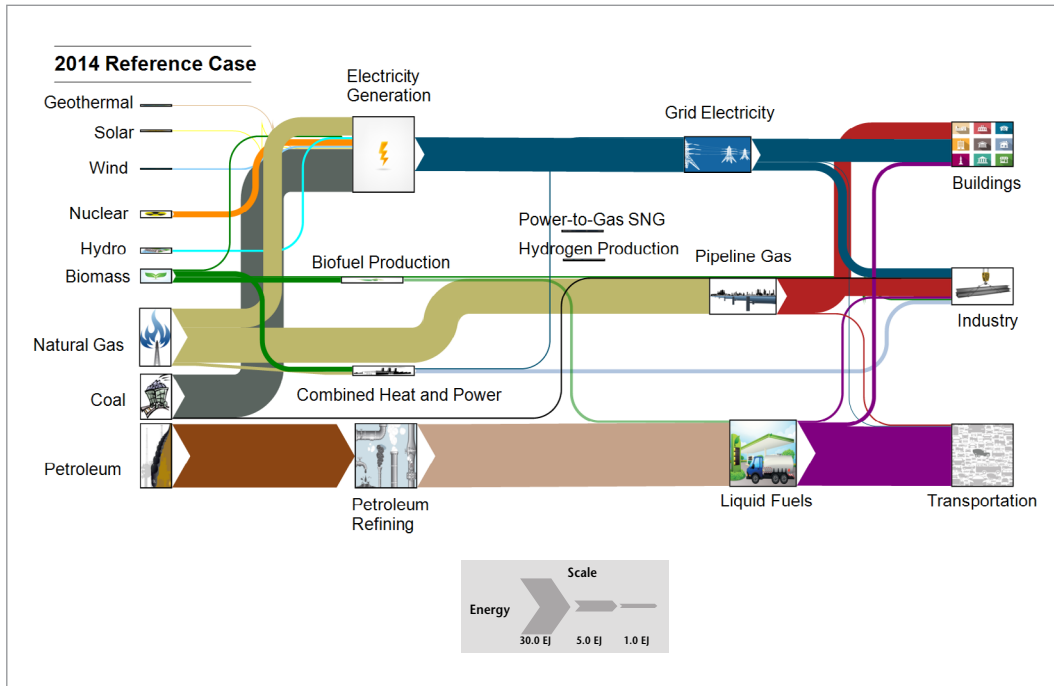 2014 Reference Case
Geothermal
Solar
Wind
Nuclear
Hydro
Biomass
Natural Gas
Coal
Petroleum
Electricity
Generation
Biofuel Production
Combined Heat and Power
Petroleum
Refining
Grid Electricity
Power-to-Gas SNG
Hydrogen Production
Pipeline Gas
Liquid Fuels
Buildings
Industry
Transportation
Scale
Energy
30.0 EJ 5.0 EJ 1.0 EJ